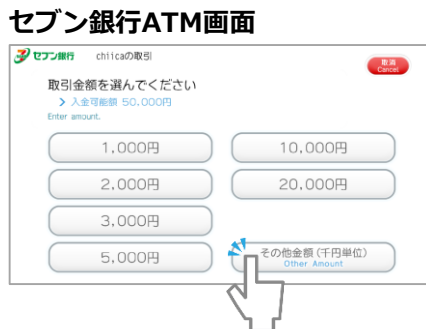 セブン銀行ATM画面
セブン銀行 chiicaの取引
取消
Cancel
取引金額を選んでください
> 入金可能額 50,000円
Enter amount.
1,000円
10,000円
2,000円
20,000円
3,000円
5,000円
その他金額(千円単位)
Other Amount